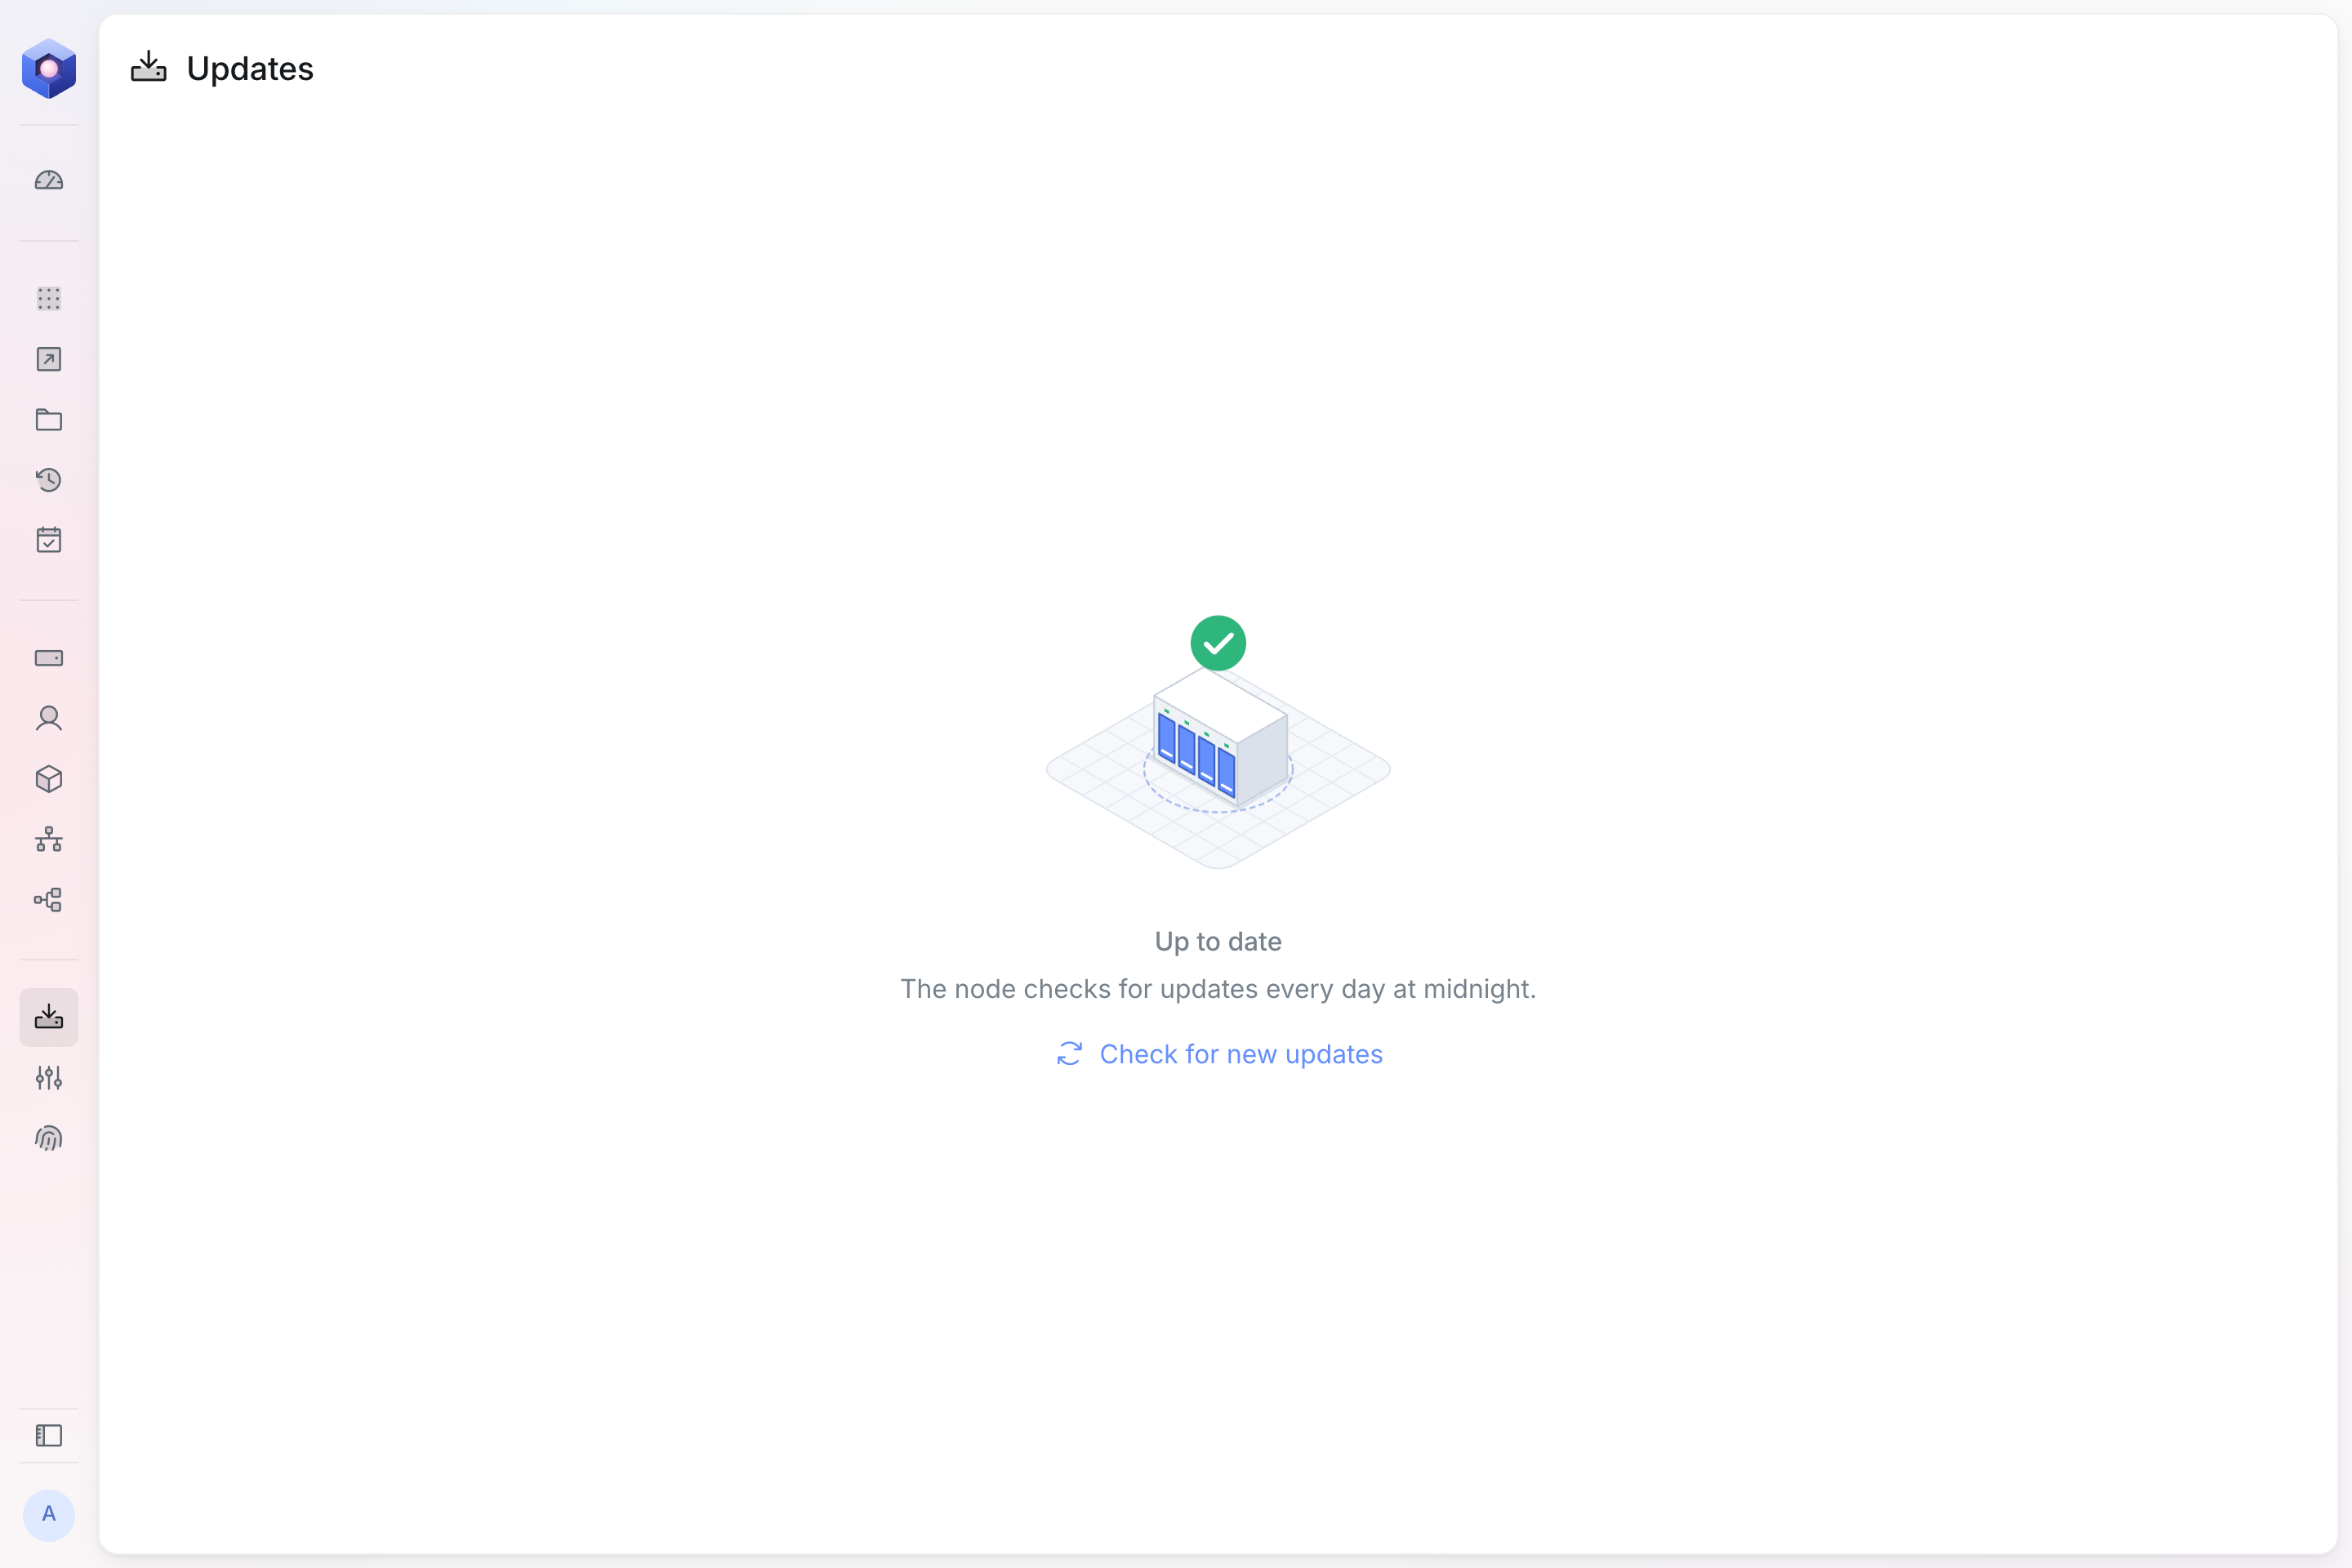 Updates
Up to date
The node checks for updates every day at midnight.
Check for new updates
A